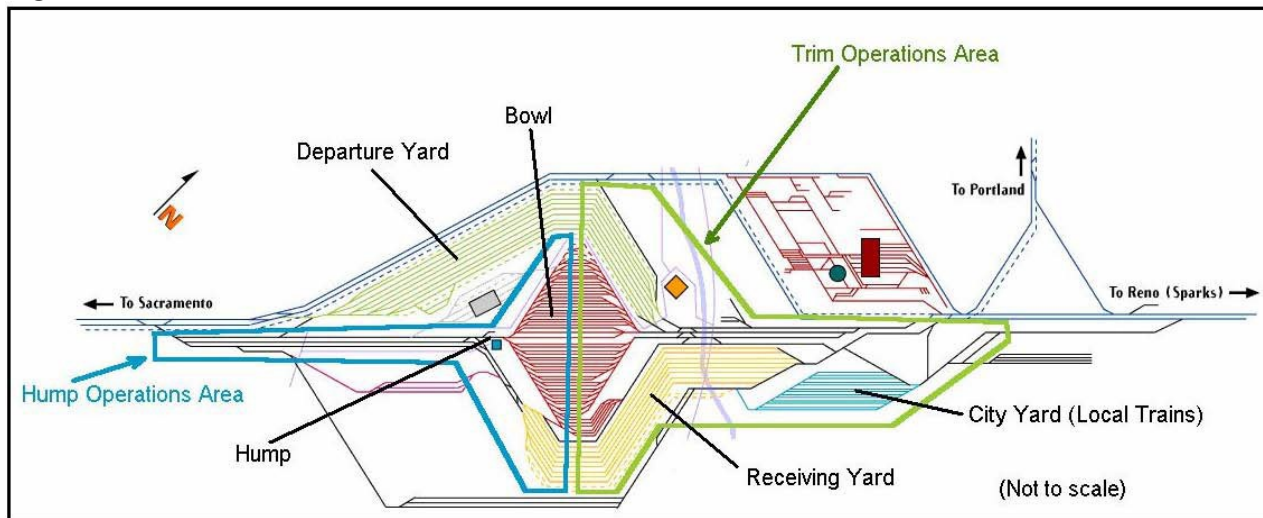 Trim Operations Area
Bowl
Departure Yard
N
To Portland
To Sacramento
To Reno (Sparks)
Hump Operations Area
City Yard (Local Trains)
Hump
Receiving Yard
(Not to scale)